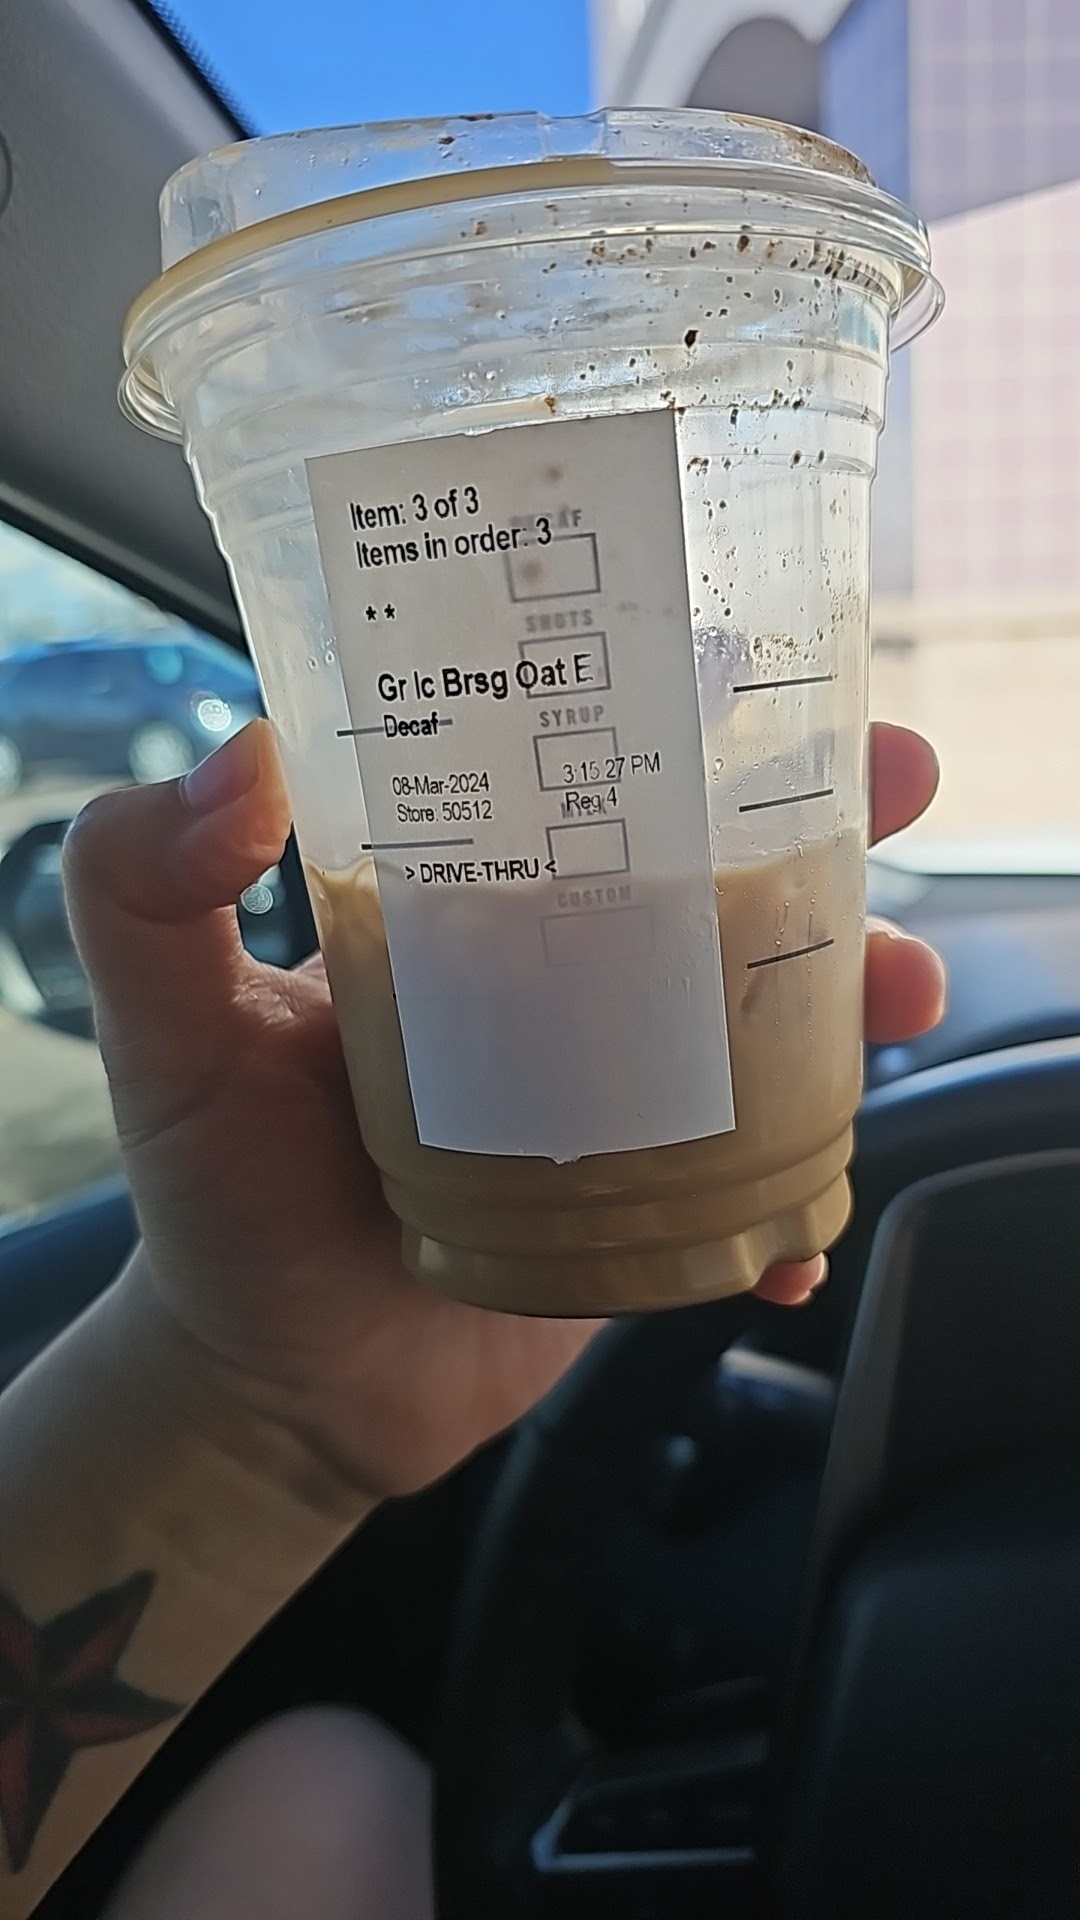 Item: 3 of 3
Items in order: 3
* *
SHOTS
Gr Ic Brsg Oat E
SYRUP
Decaf
08-Mar-2024 3:15:27 PM
Store: 50512 Reg 4
> DRIVE-THRU <
CUSTOM